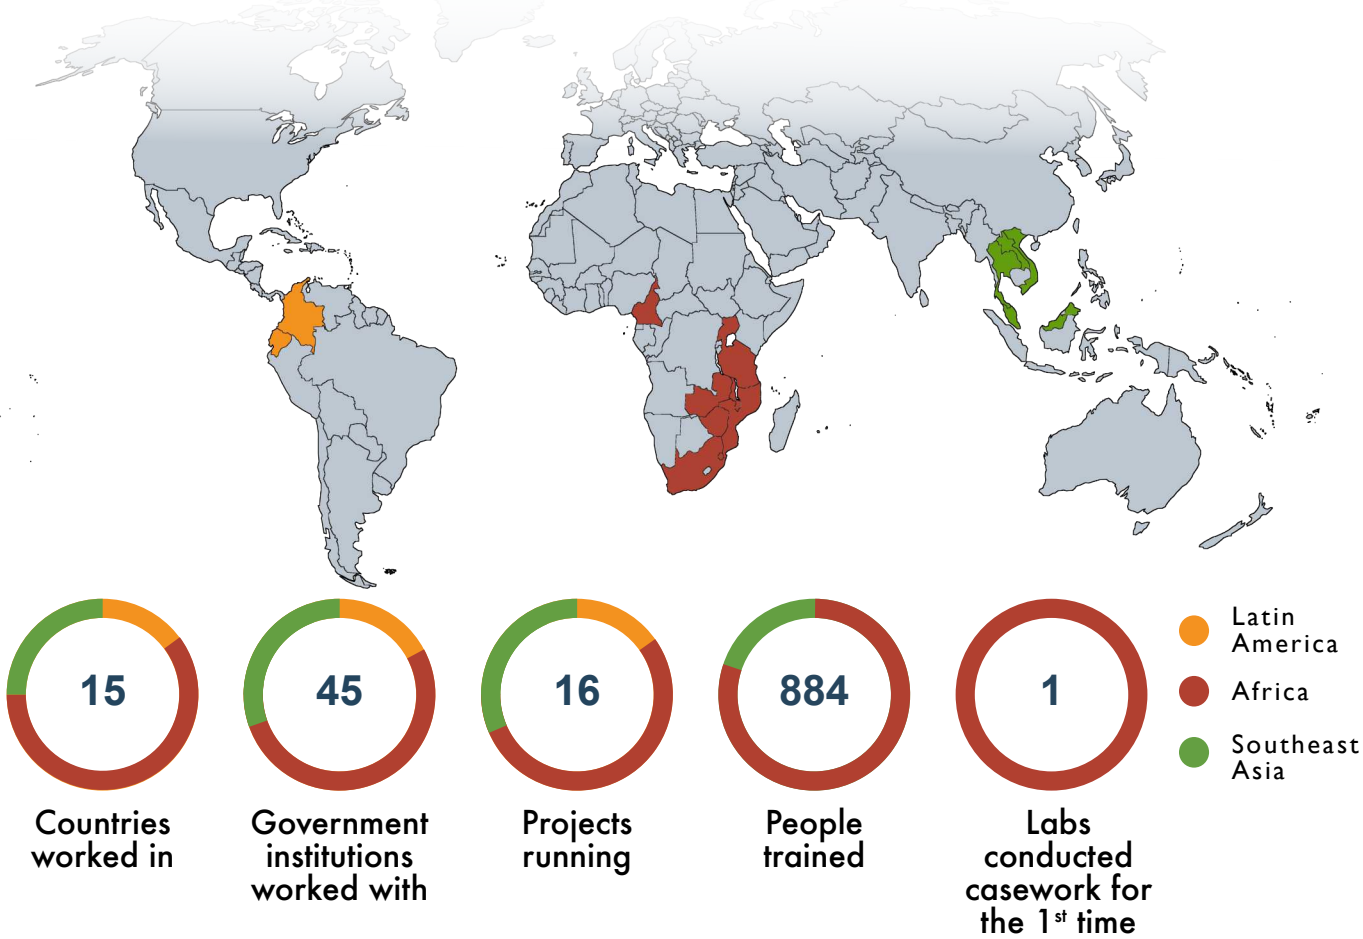 15
45
16
884
1
Latin
America
Africa
Southeast
Asia
Countries
worked in
Government
institutions
worked with
Projects
running
People
trained
Labs
conducted
casework for
the 1st time